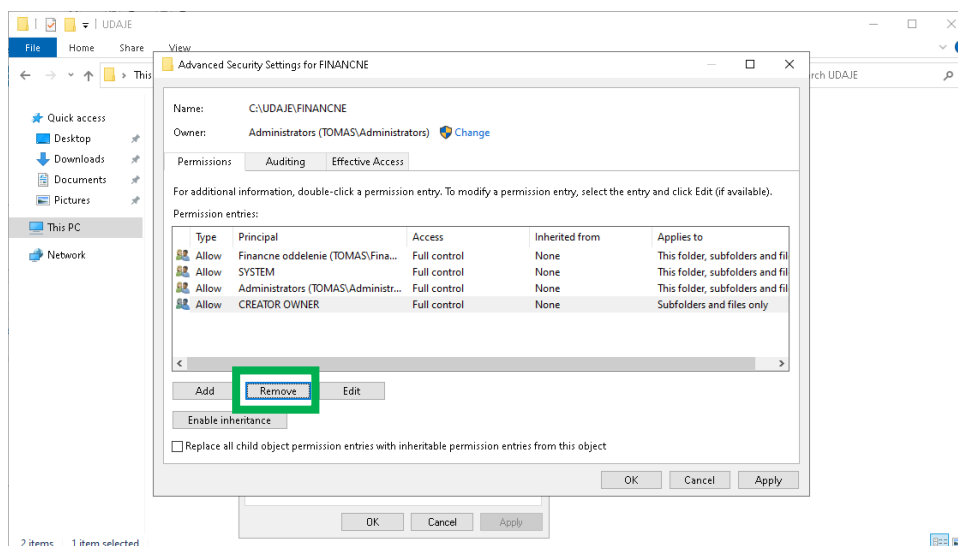 UDAJE
File Home Share View
This
rch UDAJE
Quick access
Desktop
Downloads
Documents
Pictures
This PC
Network
Advanced Security Settings for FINANCNE
Name: C:\UDAJE\FINANCNE
Owner: Administrators (TOMAS\Administrators) Change
Permissions Auditing Effective Access
For additional information, double-click a permission entry. To modify a permission entry, select the entry and click Edit (if available).
Permission entries:
Type Principal Access Inherited from Applies to
Allow Financne oddelenie (TOMAS\Fina... Full control None This folder, subfolders and fil
Allow SYSTEM Full control None This folder, subfolders and fil
Allow Administrators (TOMAS\Administr... Full control None This folder, subfolders and fil
Allow CREATOR OWNER Full control None Subfolders and files only
Add Remove Edit
Enable inheritance
Replace all child object permission entries with inheritable permission entries from this object
OK Cancel Apply
OK Cancel Apply
2 items 1 item selected